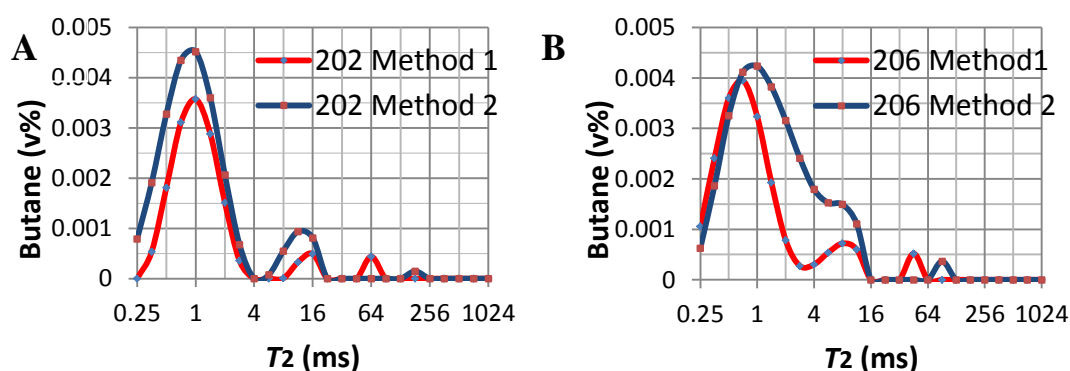 A
Butane (v%)
0.005
0.004
0.003
0.002
0.001
0
202 Method 1
202 Method 2
0.25 1 4 16 64 256 1024
T2 (ms)
B
Butane (v%)
0.005
0.004
0.003
0.002
0.001
0
206 Method1
206 Method 2
0.25 1 4 16 64 256 1024
T2 (ms)